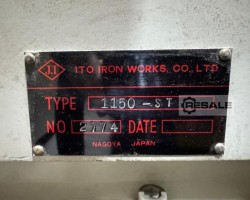 J.I ITO IRON WORKS. CO., LTD.
RESALE
TYPE 1150-ST
NO. 2774 DATE
NAGOYA JAPAN